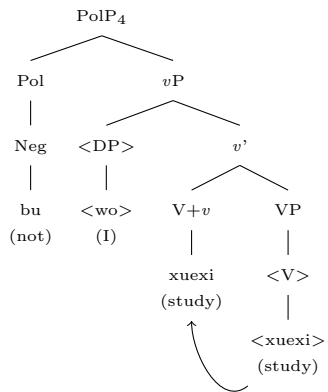 PolP₄
Pol vP
Neg <DP> v'
bu <wo> V+v VP
(not) (I)
xuexi <V>
(study)
<xuexi>
(study)